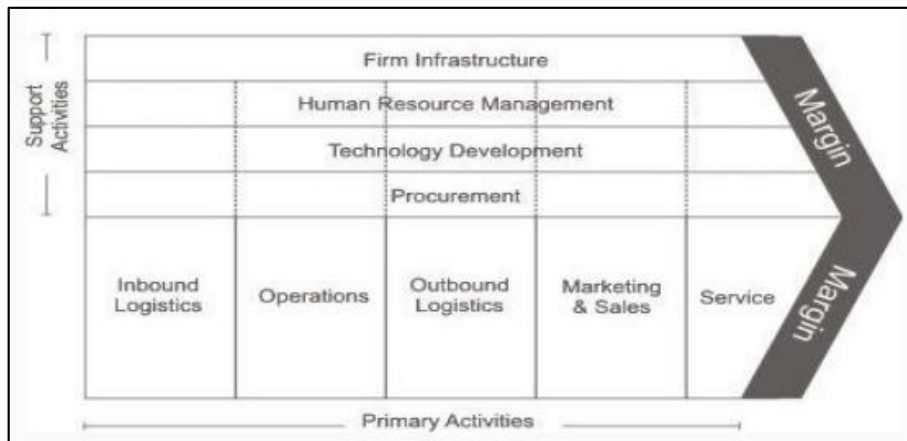 Support
Activities
Firm Infrastructure
Human Resource Management
Technology Development
Procurement
Inbound
Logistics
Operations
Outbound
Logistics
Marketing
& Sales
Service
Margin
Margin
Primary Activities